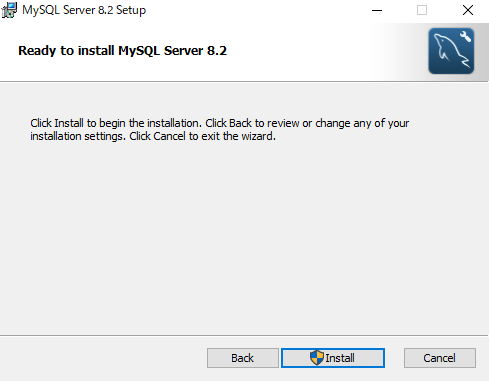 MySQL Server 8.2 Setup
Ready to install MySQL Server 8.2
Click Install to begin the installation. Click Back to review or change any of your
installation settings. Click Cancel to exit the wizard.
Back
Install
Cancel